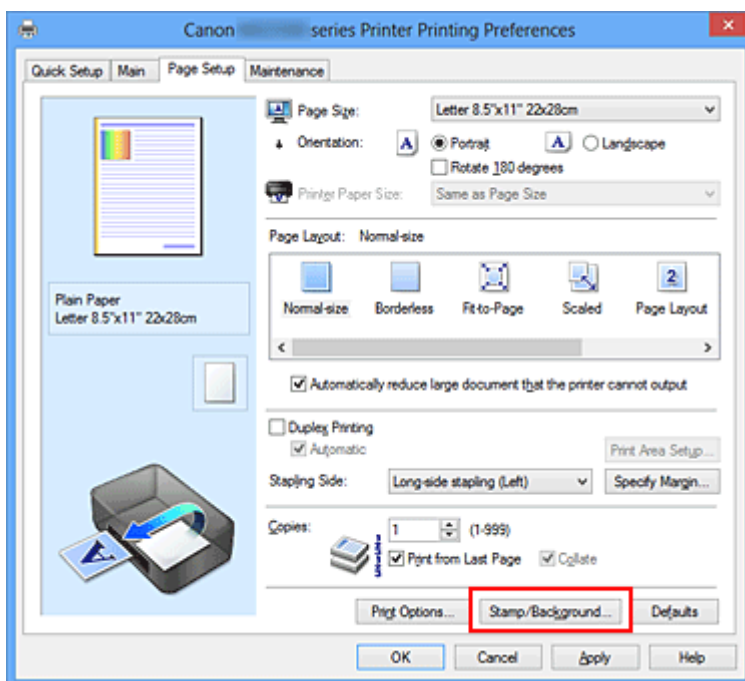 Canon series Printer Printing Preferences
Quick Setup Main Page Setup Maintenance
Page Size: Letter 8.5"x11" 22x28cm
Orientation: A Portrait A Landscape
Rotate 180 degrees
Printer Paper Size: Same as Page Size
Page Layout: Normal-size
2
Normal-size Borderless Fit-to-Page Scaled Page Layout
Plain Paper
Letter 8.5"x11" 22x28cm
Automatically reduce large document that the printer cannot output
Duplex Printing
Automatic Print Area Setup...
Stapling Side: Long-side stapling (Left) Specify Margin...
Copies: 1 (1-999)
Print from Last Page Collate
A
Print Options... Stamp/Background... Defaults
OK Cancel Apply Help